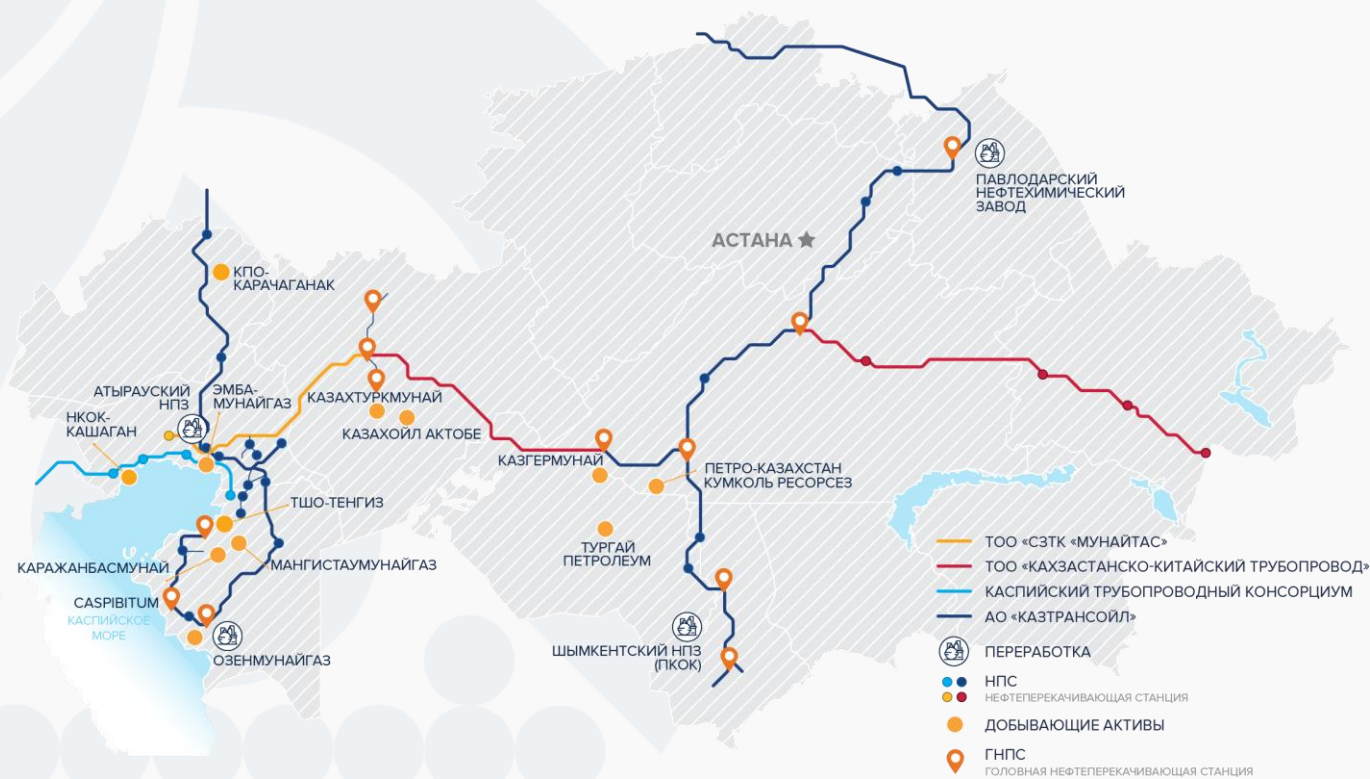 ПАВЛОДАРСКИЙ
НЕФТЕХИМИЧЕСКИЙ
ЗАВОД
АСТАНА
КПО-
КАРАЧАГАНАК
АТЫРАУСКИЙ
НПЗ
ЭМБА-
МУНАЙГАЗ
НКОК-
КАШАГАН
КАЗАХТУРКМУНАЙ
КАЗАХОЙЛ АКТОБЕ
КАЗГЕРМУНАЙ
ПЕТРО-КАЗАХСТАН
КУМКОЛЬ РЕСОРСЕЗ
ТШО-ТЕНГИЗ
ТУРГАЙ
ПЕТРОЛЕУМ
КАРАЖАНБАСМУНАЙ
МАНГИСТАУМУНАЙГАЗ
CASPIBITUM
КАСПИЙСКОЕ
МОРЕ
ОЗЕНМУНАЙГАЗ
ШЫМКЕНТСКИЙ НПЗ
(ПКОК)
ТОО «СЗТК «МУНАЙТАС»
ТОО «КАХЗАСТАНСКО-КИТАЙСКИЙ ТРУБОПРОВОД»
КАСПИЙСКИЙ ТРУБОПРОВОДНЫЙ КОНСОРЦИУМ
АО «КАЗТРАНСОЙЛ»
ПЕРЕРАБОТКА
НПС
НЕФТЕПЕРЕКАЧИВАЮЩАЯ СТАНЦИЯ
ДОБЫВАЮЩИЕ АКТИВЫ
ГНПС
ГОЛОВНАЯ НЕФТЕПЕРЕКАЧИВАЮЩАЯ СТАНЦИЯ